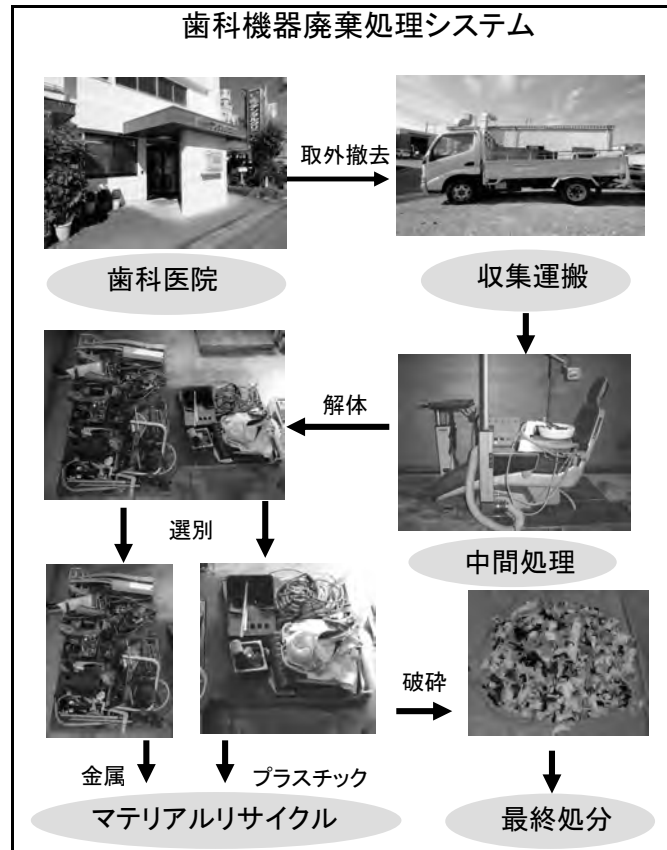 歯科機器廃棄処理システム
取外撤去
歯科医院
収集運搬
解体
中間処理
選別
破砕
金属
プラスチック
マテリアルリサイクル
最終処分